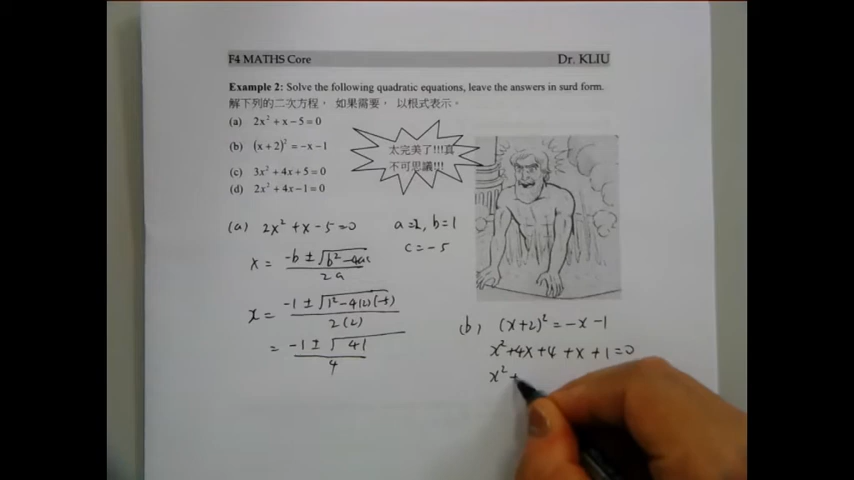 F4 MATHS Core Dr. KLIU
Example 2: Solve the following quadratic equations, leave the answers in surd form.
解下列的二次方程， 如果需要， 以根式表示。
(a) 2x² + x − 5 = 0
(b) (x + 2)² = −x − 1
(c) 3x² + 4x + 5 = 0
(d) 2x² + 4x − 1 = 0
太完美了!!!真
不可思議!!!
(a) 2x² + x − 5 = 0 a = 2, b = 1
c = −5
x = (−b ± √(b² − 4ac)) / 2a
x = (−1 ± √(1² − 4(2)(−5))) / 2(2)
= (−1 ± √41) / 4
(b) (x+2)² = −x −1
x² + 4x + 4 + x + 1 = 0
x² +